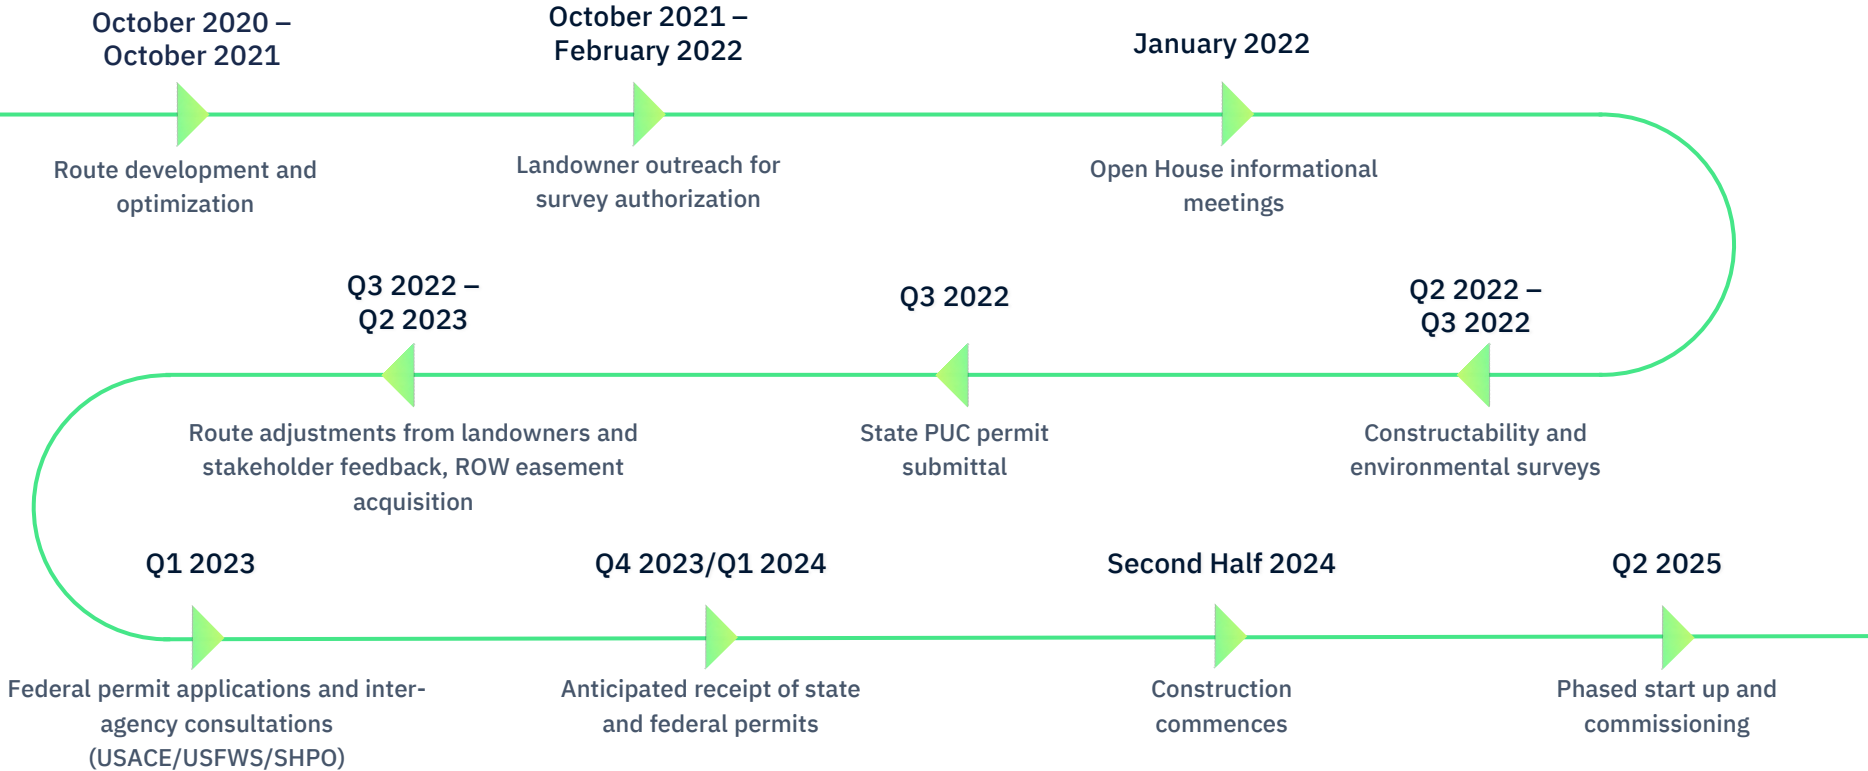 October 2020 –
October 2021
Route development and
optimization
October 2021 –
February 2022
Landowner outreach for
survey authorization
January 2022
Open House informational
meetings
Q2 2022 –
Q3 2022
Constructability and
environmental surveys
Q3 2022
State PUC permit
submittal
Q3 2022 –
Q2 2023
Route adjustments from landowners and
stakeholder feedback, ROW easement
acquisition
Q1 2023
Federal permit applications and inter-
agency consultations
(USACE/USFWS/SHPO)
Q4 2023/Q1 2024
Anticipated receipt of state
and federal permits
Second Half 2024
Construction
commences
Q2 2025
Phased start up and
commissioning